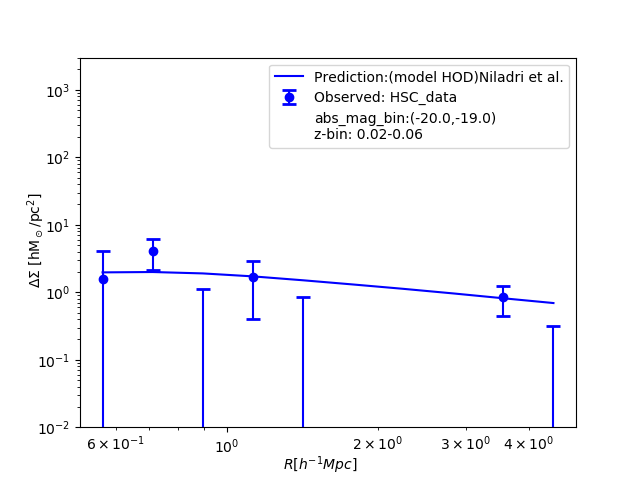 Prediction:(model HOD)Niladri et al.
Observed: HSC_data
abs_mag_bin:(-20.0,-19.0)
z-bin: 0.02-0.06
10³
10²
10¹
10⁰
10⁻¹
10⁻²
ΔΣ [hM⊙/pc²]
6 × 10⁻¹
10⁰
2 × 10⁰
3 × 10⁰
4 × 10⁰
R[h⁻¹Mpc]